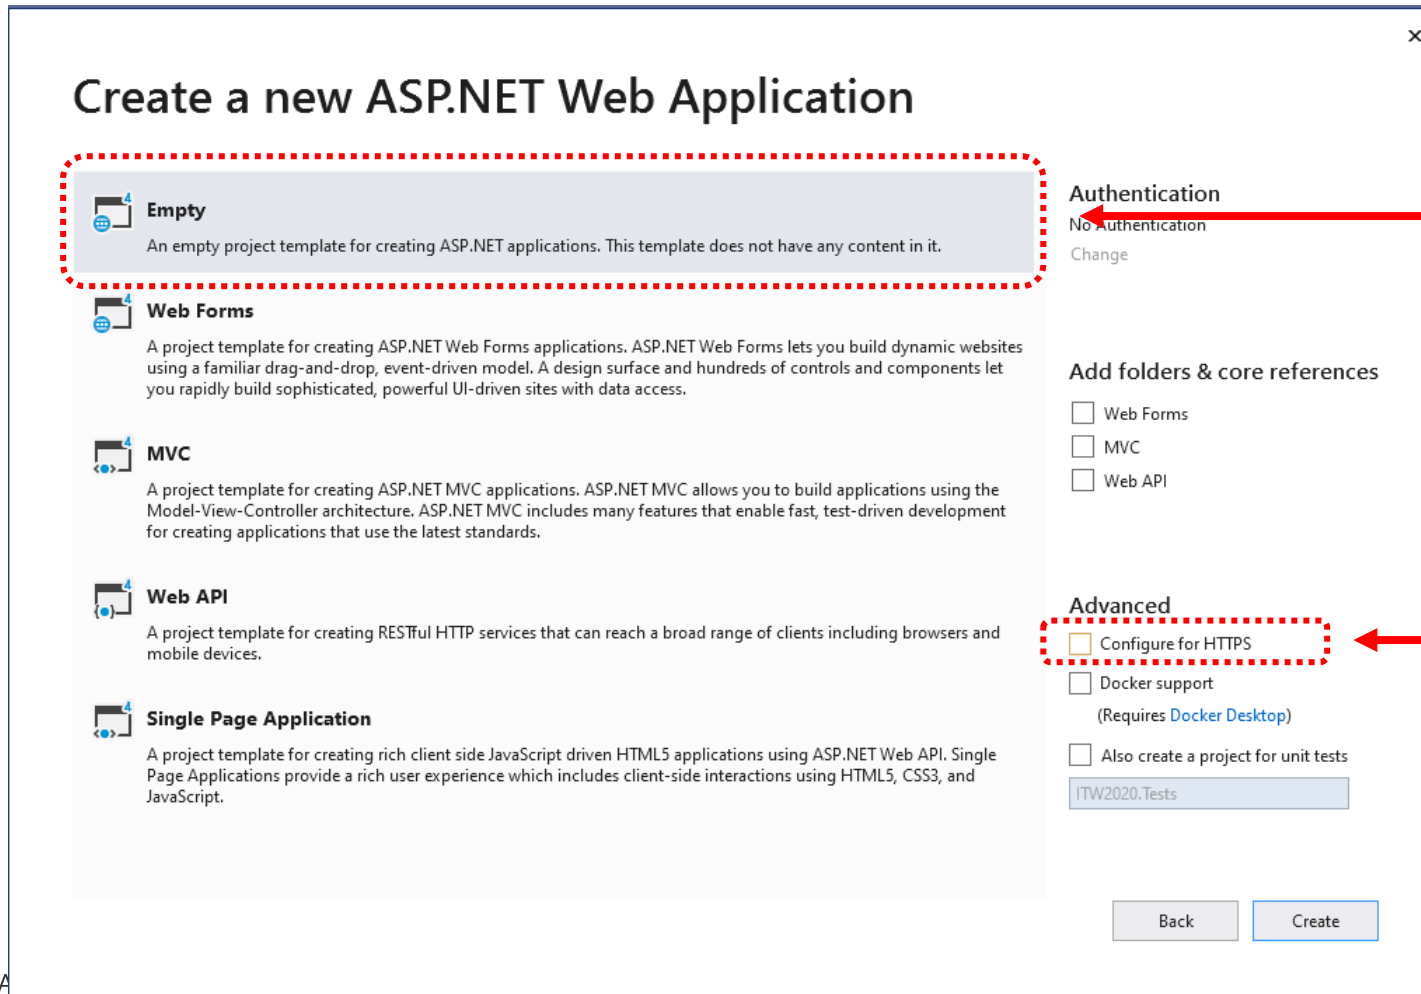 Create a new ASP.NET Web Application
Empty
An empty project template for creating ASP.NET applications. This template does not have any content in it.
Web Forms
A project template for creating ASP.NET Web Forms applications. ASP.NET Web Forms lets you build dynamic websites
using a familiar drag-and-drop, event-driven model. A design surface and hundreds of controls and components let
you rapidly build sophisticated, powerful UI-driven sites with data access.
MVC
A project template for creating ASP.NET MVC applications. ASP.NET MVC allows you to build applications using the
Model-View-Controller architecture. ASP.NET MVC includes many features that enable fast, test-driven development
for creating applications that use the latest standards.
Web API
A project template for creating RESTful HTTP services that can reach a broad range of clients including browsers and
mobile devices.
Single Page Application
A project template for creating rich client side JavaScript driven HTML5 applications using ASP.NET Web API. Single
Page Applications provide a rich user experience which includes client-side interactions using HTML5, CSS3, and
JavaScript.
Authentication
No Authentication
Change
Add folders & core references
Web Forms
MVC
Web API
Advanced
Configure for HTTPS
Docker support
(Requires Docker Desktop)
Also create a project for unit tests
ITW2020.Tests
Back
Create